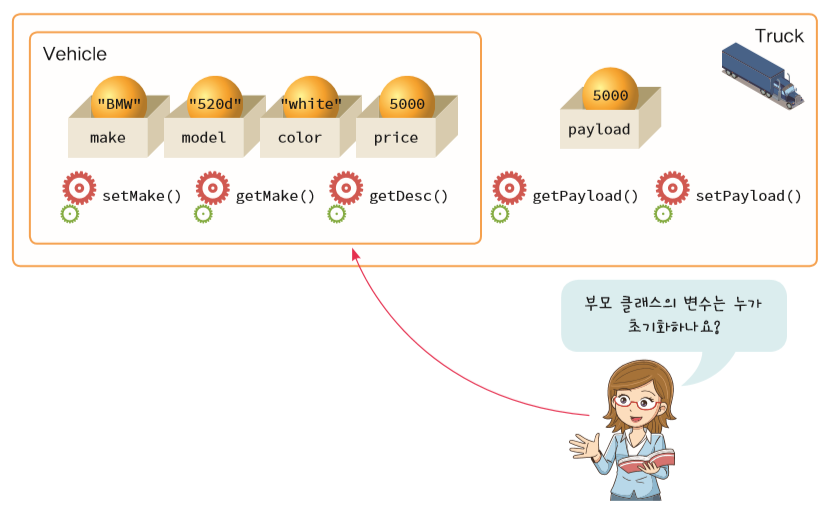 Truck
Vehicle
"BMW" "520d" "white" 5000 5000
make model color price payload
setMake() getMake() getDesc() getPayload() setPayload()
부모 클래스의 변수는 누가
초기화하나요?